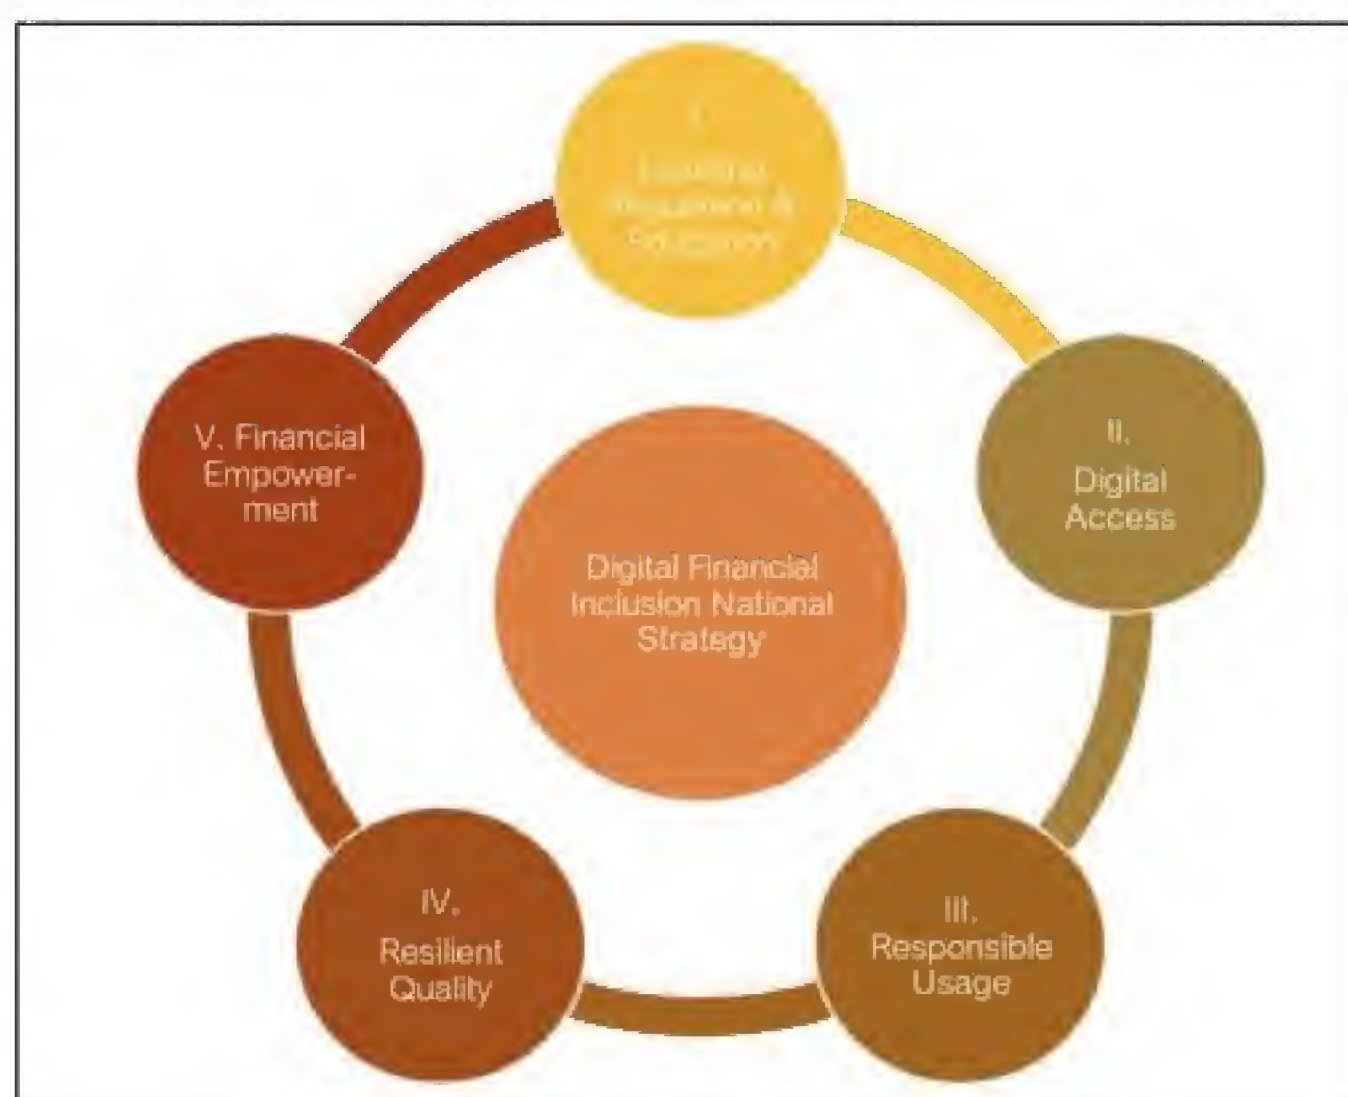 I.
& 
II.
Digital
Access
III.
Responsible
Usage
IV.
Resilient
Quality
V. Financial
Empower-
ment
Digital Financial
Inclusion National
Strategy